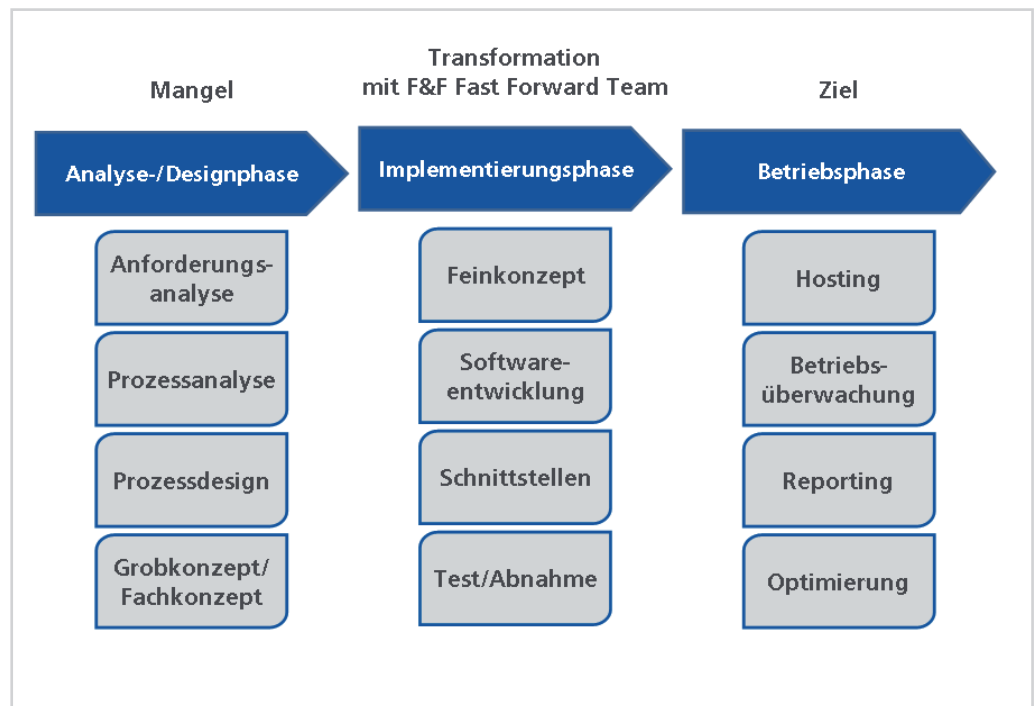 Mangel
Transformation
mit F&F Fast Forward Team
Ziel
Analyse-/Designphase
Implementierungsphase
Betriebsphase
Anforderungs-
analyse
Prozessanalyse
Prozessdesign
Grobkonzept/
Fachkonzept
Feinkonzept
Software-
entwicklung
Schnittstellen
Test/Abnahme
Hosting
Betriebs-
überwachung
Reporting
Optimierung